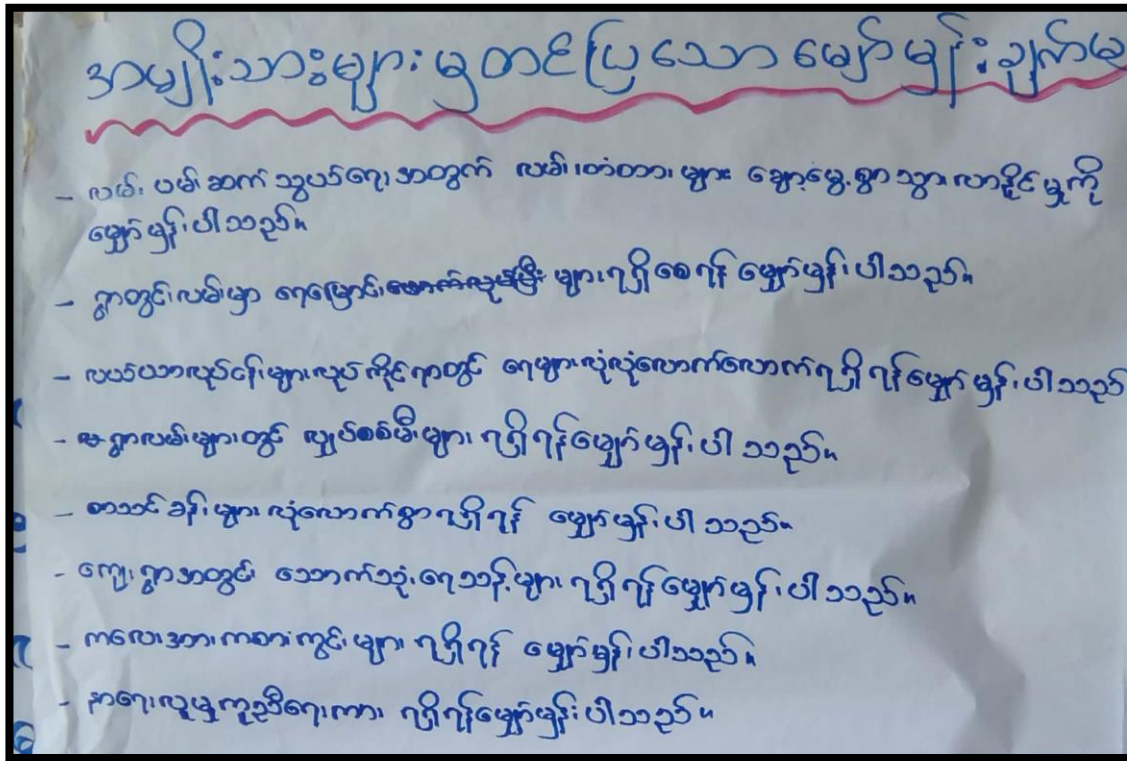 အမျိုးသားများမှတင်ပြသော မျှော်မှန်းချက်
- လမ်းပမ်းဆက်သွယ်ရေးအတွက် လမ်း၊တံတားများ ချောမွေ့စွာသွားလာနိုင်မှုကို
မျှော်မှန်းပါသည်။
- ရွာတွင်းလမ်းမှာ ရေမြောင်း များရရှိစေရန် မျှော်မှန်းပါသည်။
- လယ်ယာလုပ်ငန်းများလုပ်ကိုင်ရာတွင် ရေများလုံလုံလောက်လောက်ရရှိရန်မျှော်မှန်းပါသည်
- ရွာလမ်းများတွင် လျှပ်စစ်မီးများ ရရှိရန်မျှော်မှန်းပါသည်။
- စာသင်ခန်းများ လုံလောက်စွာရရှိရန် မျှော်မှန်းပါသည်။
- ကျေးရွာအတွင်း သောက်သုံးရေသန့်များ ရရှိရန်မျှော်မှန်းပါသည်။
- ကလေးအားကစားကွင်းများ ရရှိရန် မျှော်မှန်းပါသည်။
- နာရေးလူမှုကူညီရေးကား ရရှိရန်မျှော်မှန်းပါသည်။